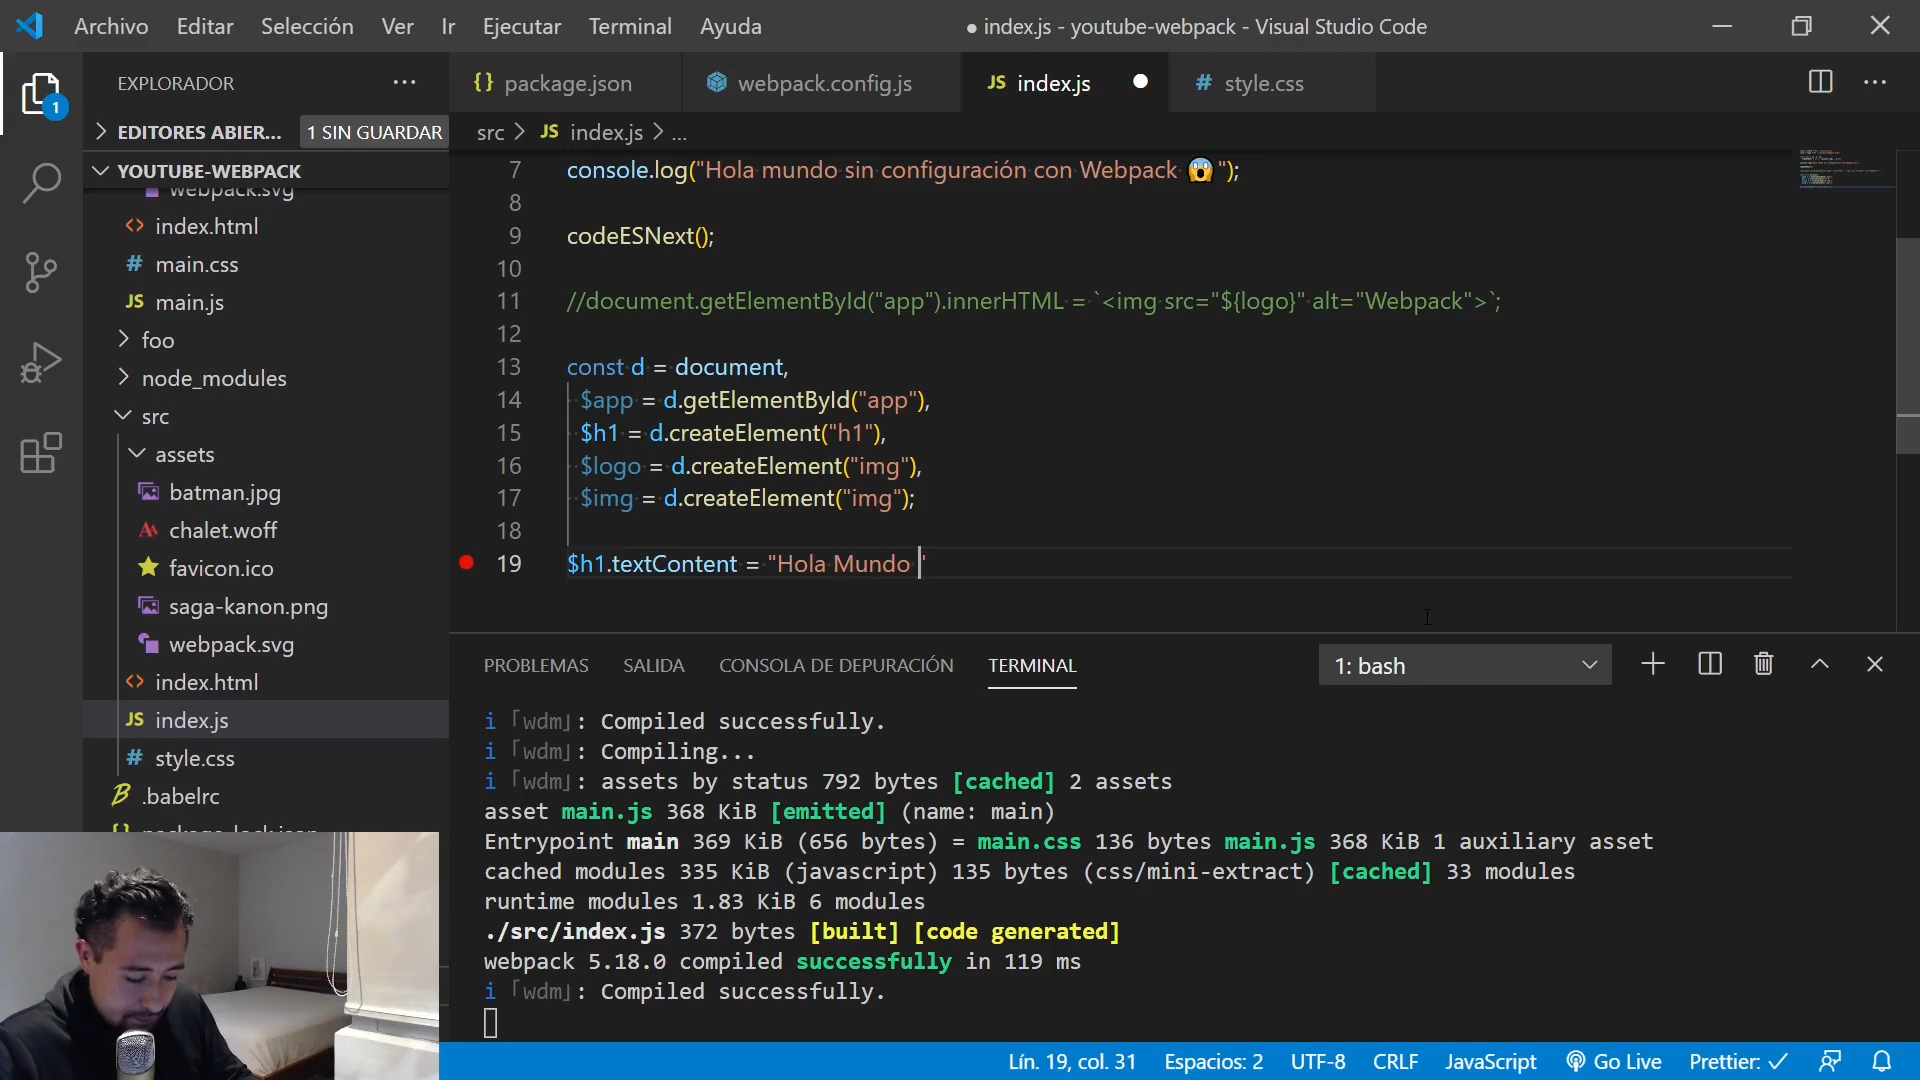 Archivo Editar Selección Ver Ir Ejecutar Terminal Ayuda
● index.js - youtube-webpack - Visual Studio Code
EXPLORADOR
{} package.json
webpack.config.js
JS index.js
# style.css
1
EDITORES ABIER... 1 SIN GUARDAR
src > JS index.js > ...
YOUTUBE-WEBPACK
webpack.svg
<> index.html
# main.css
JS main.js
foo
node_modules
src
assets
batman.jpg
chalet.woff
favicon.ico
saga-kanon.png
webpack.svg
<> index.html
JS index.js
# style.css
.babelrc
7 console.log("Hola mundo sin configuración con Webpack 😱");
8
9 codeESNext();
10
11 //document.getElementById("app").innerHTML = `<img src="${logo}" alt="Webpack">`;
12
13 const d = document,
14 $app = d.getElementById("app"),
15 $h1 = d.createElement("h1"),
16 $logo = d.createElement("img"),
17 $img = d.createElement("img");
18
19 $h1.textContent = "Hola Mundo "
PROBLEMAS SALIDA CONSOLA DE DEPURACIÓN TERMINAL
1: bash
i ｢wdm｣: Compiled successfully.
i ｢wdm｣: Compiling...
i ｢wdm｣: assets by status 792 bytes [cached] 2 assets
asset main.js 368 KiB [emitted] (name: main)
Entrypoint main 369 KiB (656 bytes) = main.css 136 bytes main.js 368 KiB 1 auxiliary asset
cached modules 335 KiB (javascript) 135 bytes (css/mini-extract) [cached] 33 modules
runtime modules 1.83 KiB 6 modules
./src/index.js 372 bytes [built] [code generated]
webpack 5.18.0 compiled successfully in 119 ms
i ｢wdm｣: Compiled successfully.
Lín. 19, col. 31 Espacios: 2 UTF-8 CRLF JavaScript Go Live Prettier: ✓